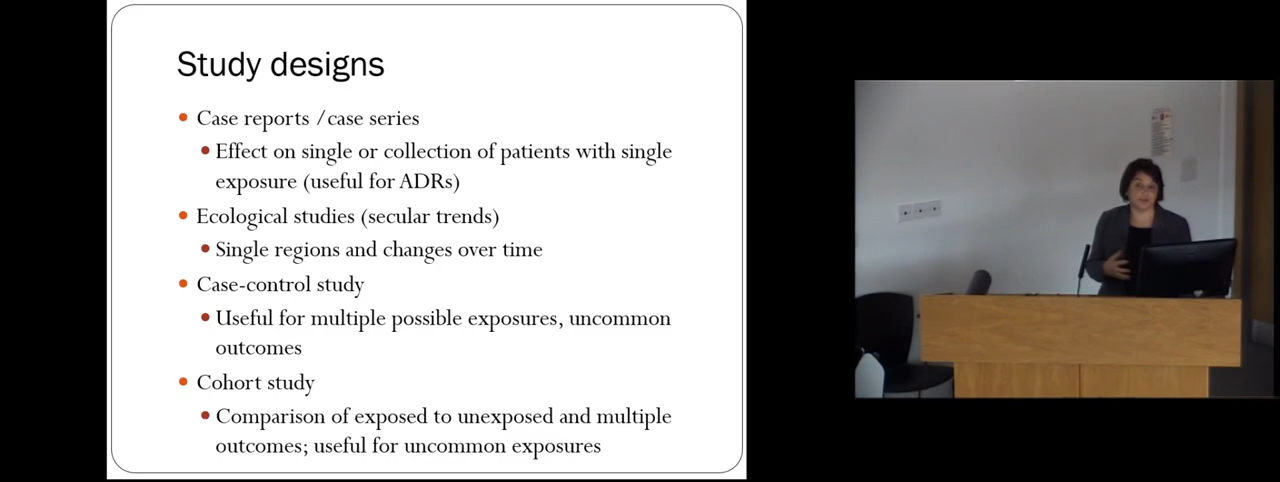 Study designs
• Case reports /case series
• Effect on single or collection of patients with single
exposure (useful for ADRs)
• Ecological studies (secular trends)
• Single regions and changes over time
• Case-control study
• Useful for multiple possible exposures, uncommon
outcomes
• Cohort study
• Comparison of exposed to unexposed and multiple
outcomes; useful for uncommon exposures